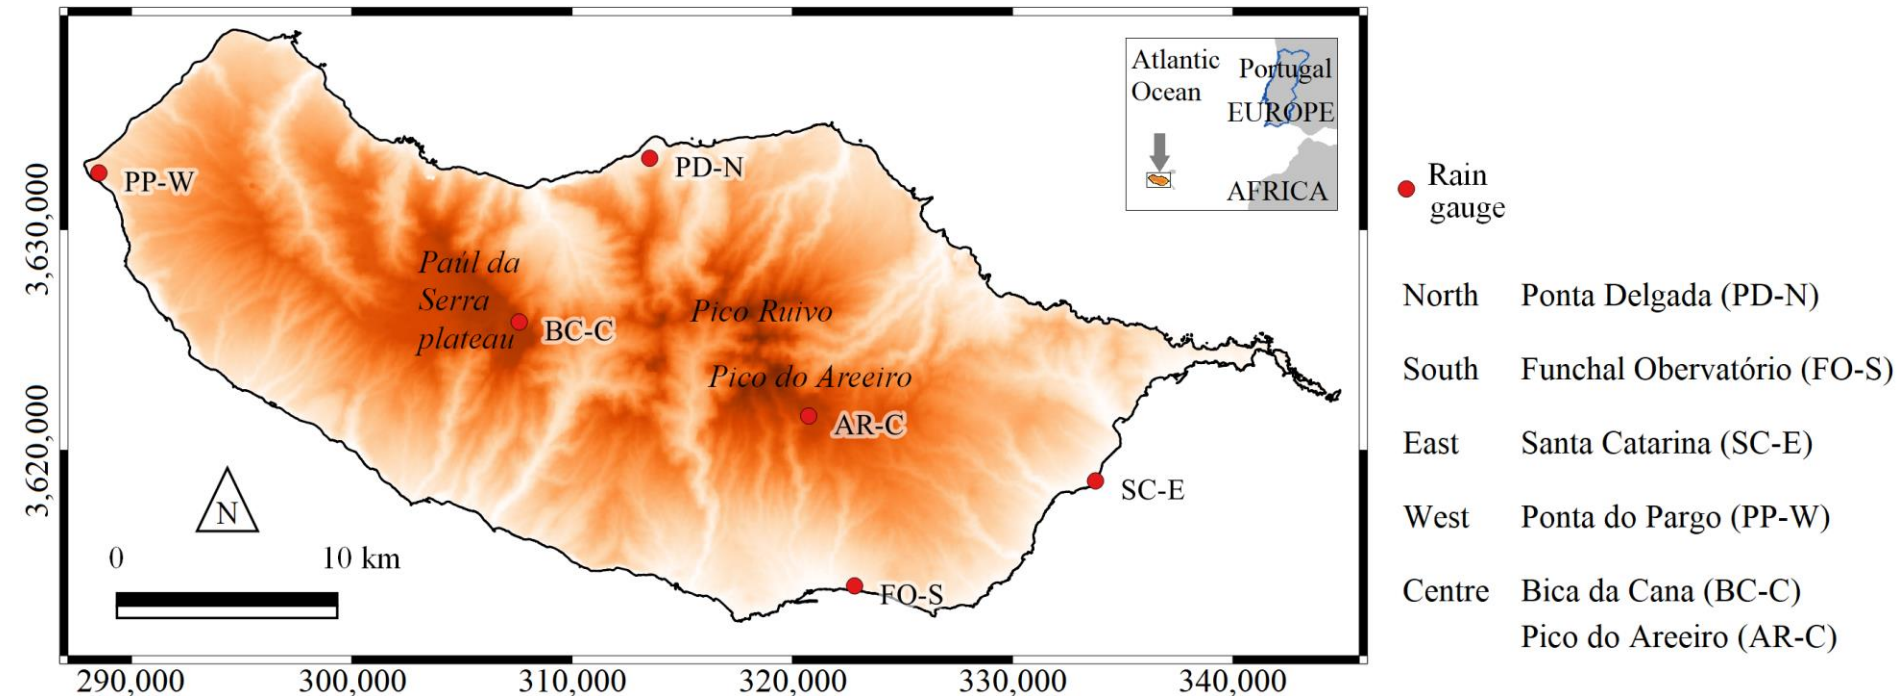 Atlantic
Ocean
Portugal
EUROPE
AFRICA
PP-W
PD-N
Paúl da
Serra
plateau
BC-C
Pico Ruivo
Pico do Areeiro
AR-C
SC-E
FO-S
N
0 10 km
3,630,000
3,620,000
290,000 300,000 310,000 320,000 330,000 340,000
Rain
gauge
North Ponta Delgada (PD-N)
South Funchal Obervatório (FO-S)
East Santa Catarina (SC-E)
West Ponta do Pargo (PP-W)
Centre Bica da Cana (BC-C)
Pico do Areeiro (AR-C)